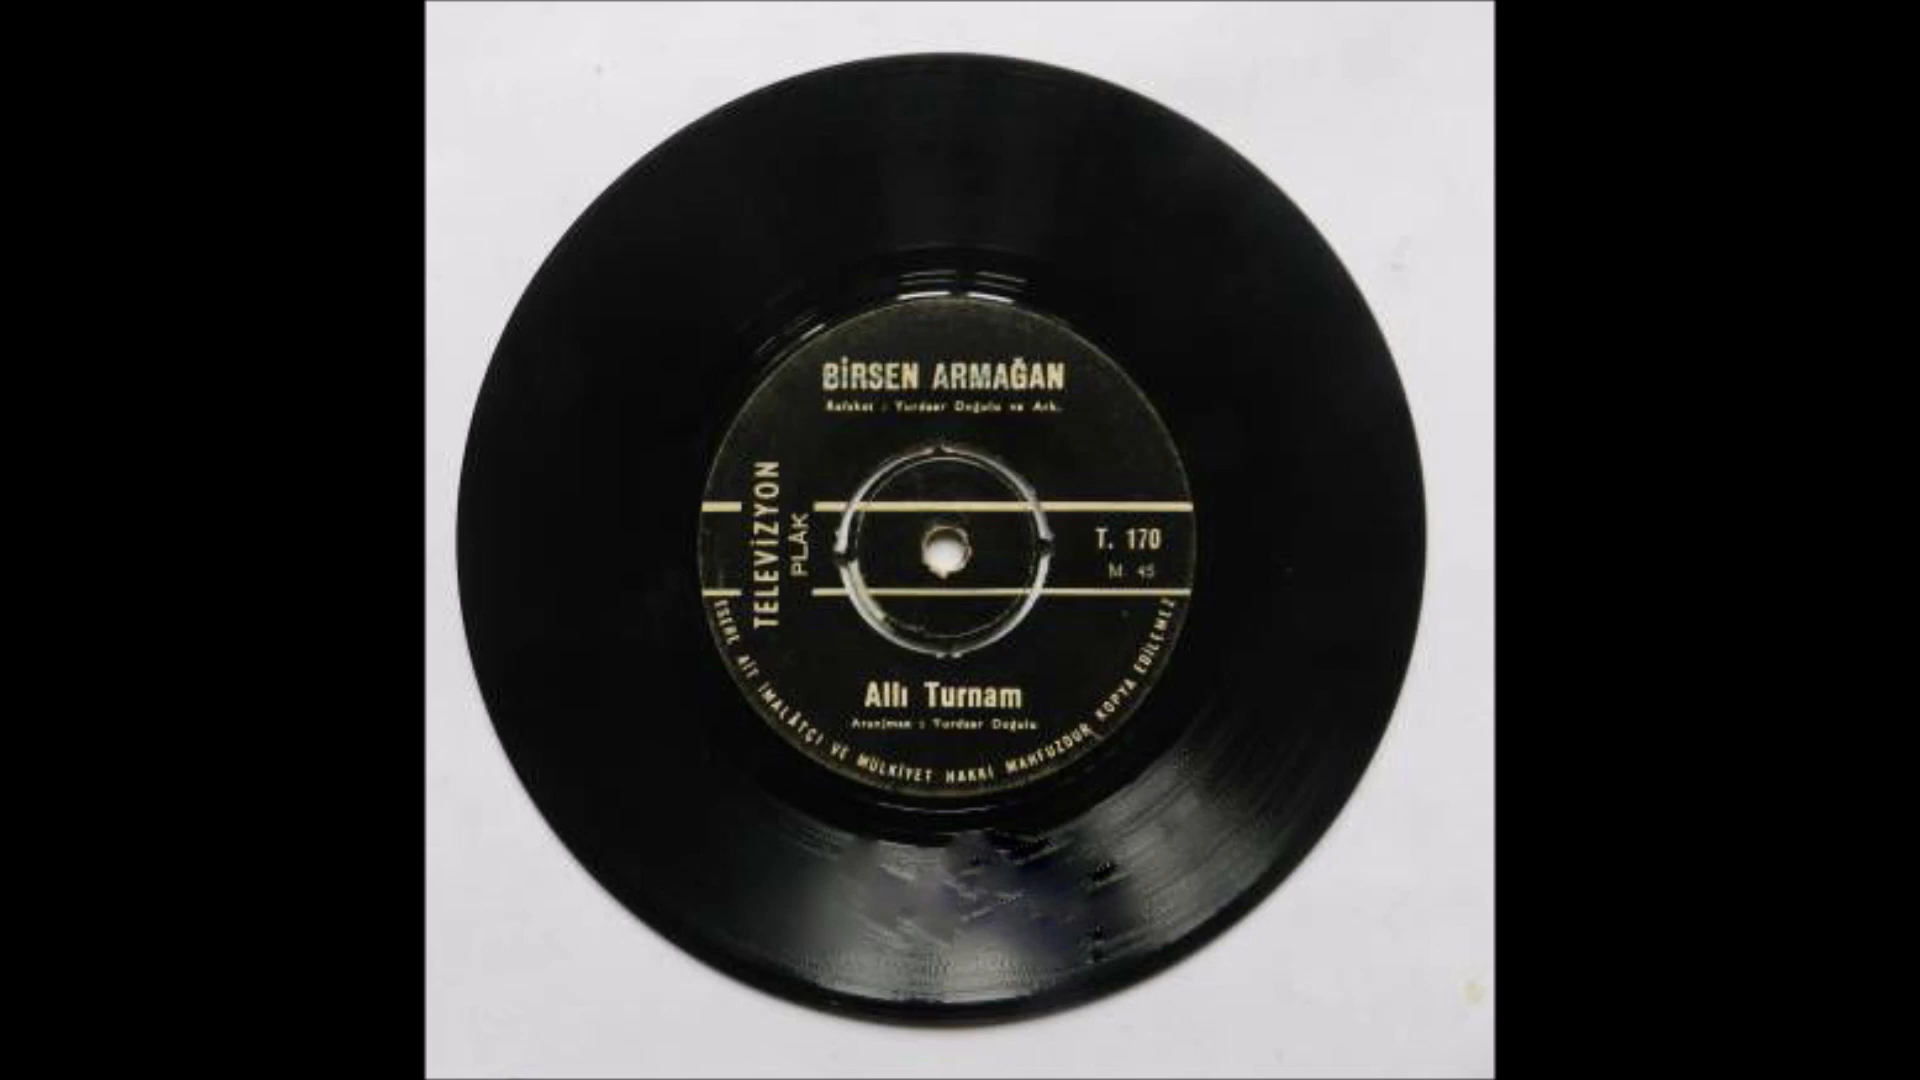 BİRSEN ARMAĞAN
Refakat : Yurdaer Doğulu ve Ark.
TELEVİZYON
PLÂK
T. 170
M 45
Allı Turnam
Aranjman : Yurdaer Doğulu
ESERE AİT İMALÂTÇI VE MÜLKİYET HAKKI MAHFUZDUR KOPYA EDİLEMEZ